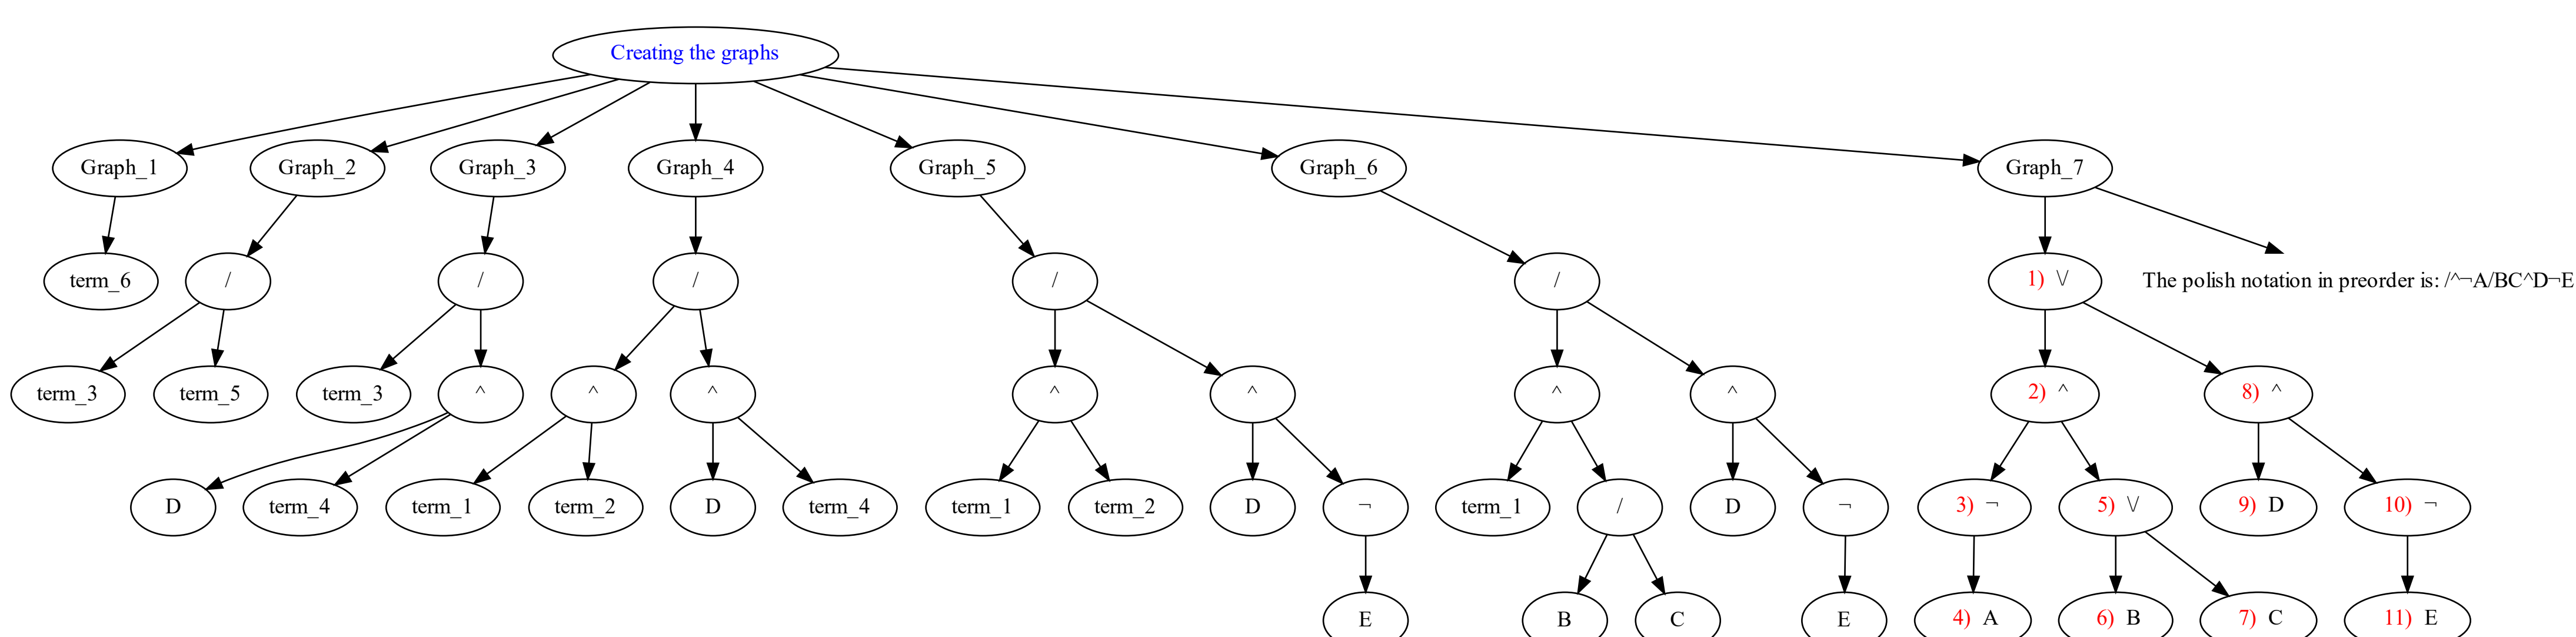 Creating the graphs
Graph_1 Graph_2 Graph_3 Graph_4 Graph_5 Graph_6 Graph_7
term_6 / / / / / 1) \/ The polish notation in preorder is: /^¬A/BC^D¬E
term_3 term_5 term_3 ^ ^ ^ ^ ^ ^ ^ 2) ^ 8) ^
D term_4 term_1 term_2 D term_4 term_1 term_2 D ¬ term_1 / D ¬ 3) ¬ 5) \/ 9) D 10) ¬
E B C E 4) A 6) B 7) C 11) E